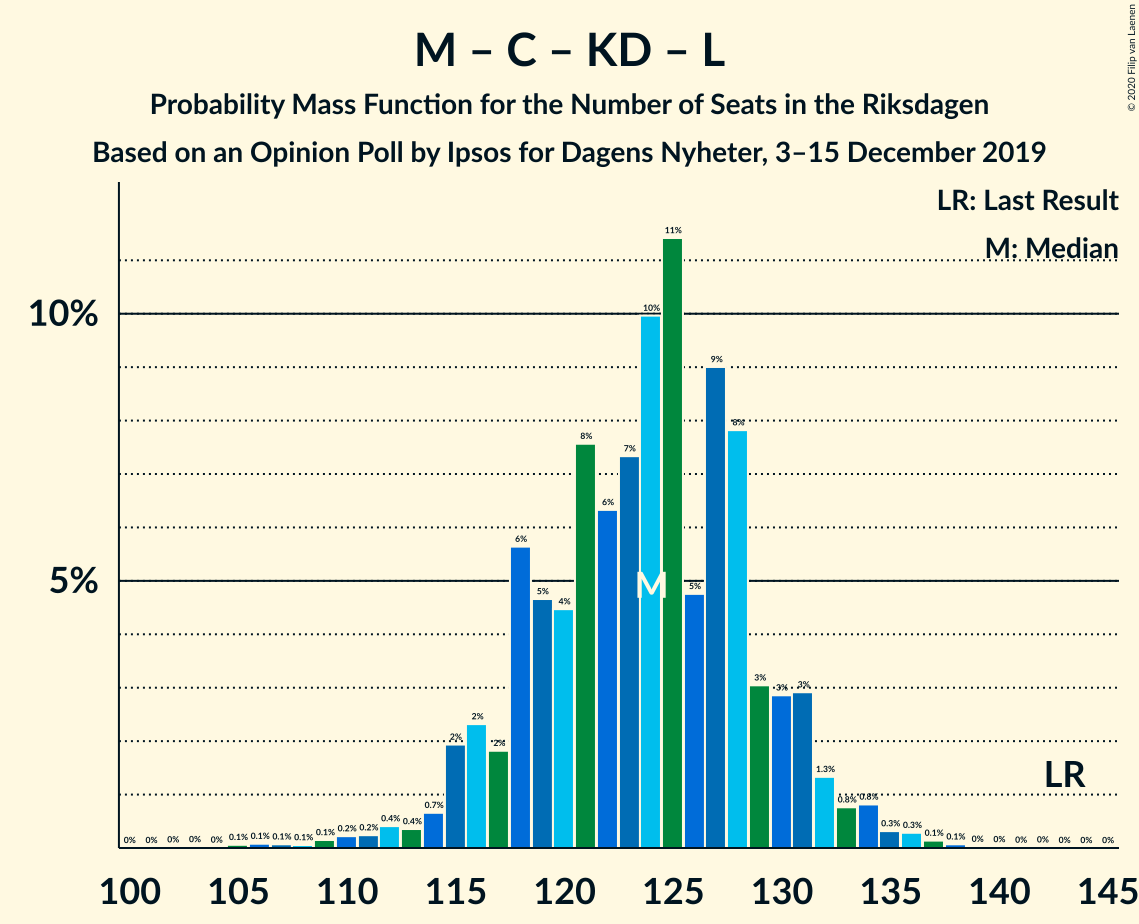 M – C – KD – L
Probability Mass Function for the Number of Seats in the Riksdagen
Based on an Opinion Poll by Ipsos for Dagens Nyheter, 3–15 December 2019
© 2020 Filip van Laenen
LR: Last Result
M: Median
10%
5%
0% 0% 0% 0% 0% 0.1% 0.1% 0.1% 0.1% 0.1% 0.2% 0.2% 0.4% 0.4% 0.7% 2% 2% 2% 6% 5% 4% 8% 6% 7% 10% 11% 5% 9% 8% 3% 3% 3% 1.3% 0.8% 0.8% 0.3% 0.3% 0.1% 0.1% 0% 0% 0% 0% 0% 0% 0%
M
LR
100 105 110 115 120 125 130 135 140 145